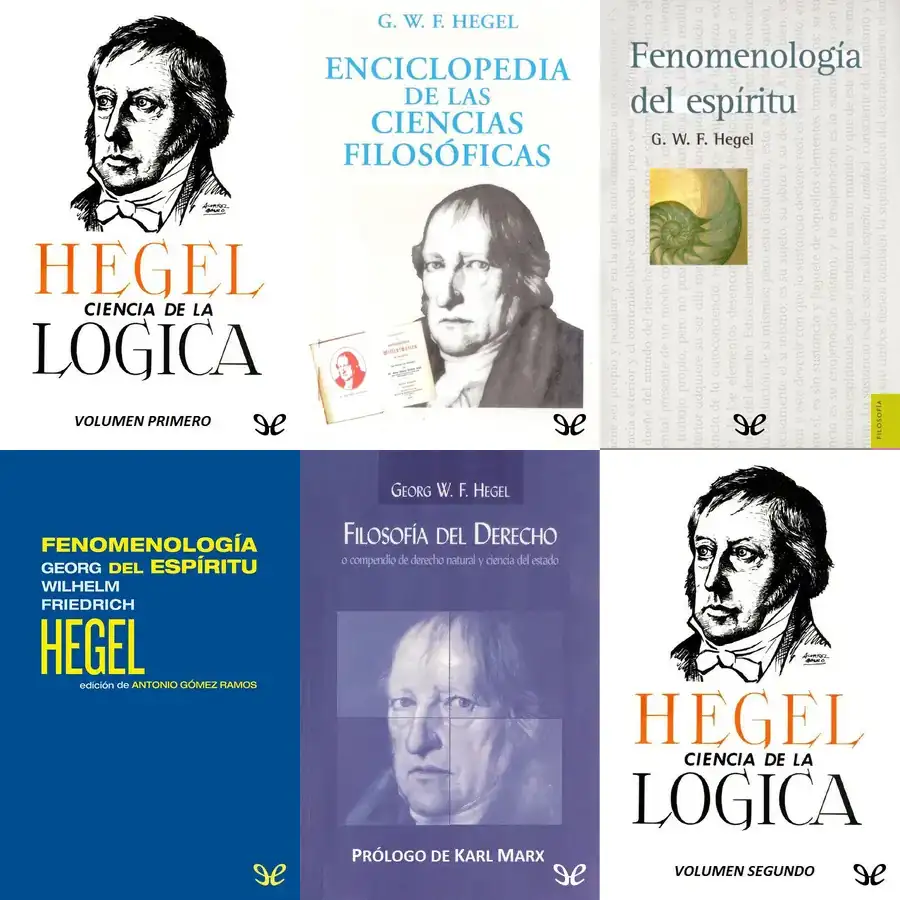 HEGEL
CIENCIA DE LA
LOGICA
VOLUMEN PRIMERO
G. W. F. HEGEL
ENCICLOPEDIA
DE LAS
CIENCIAS
FILOSÓFICAS
Fenomenología
del espíritu
G. W. F. Hegel
FILOSOFÍA
FENOMENOLOGÍA
GEORG DEL ESPÍRITU
WILHELM
FRIEDRICH
HEGEL
edición de ANTONIO GÓMEZ RAMOS
GEORG W. F. HEGEL
FILOSOFÍA DEL DERECHO
o compendio de derecho natural y ciencia del estado
PRÓLOGO DE KARL MARX
HEGEL
CIENCIA DE LA
LOGICA
VOLUMEN SEGUNDO